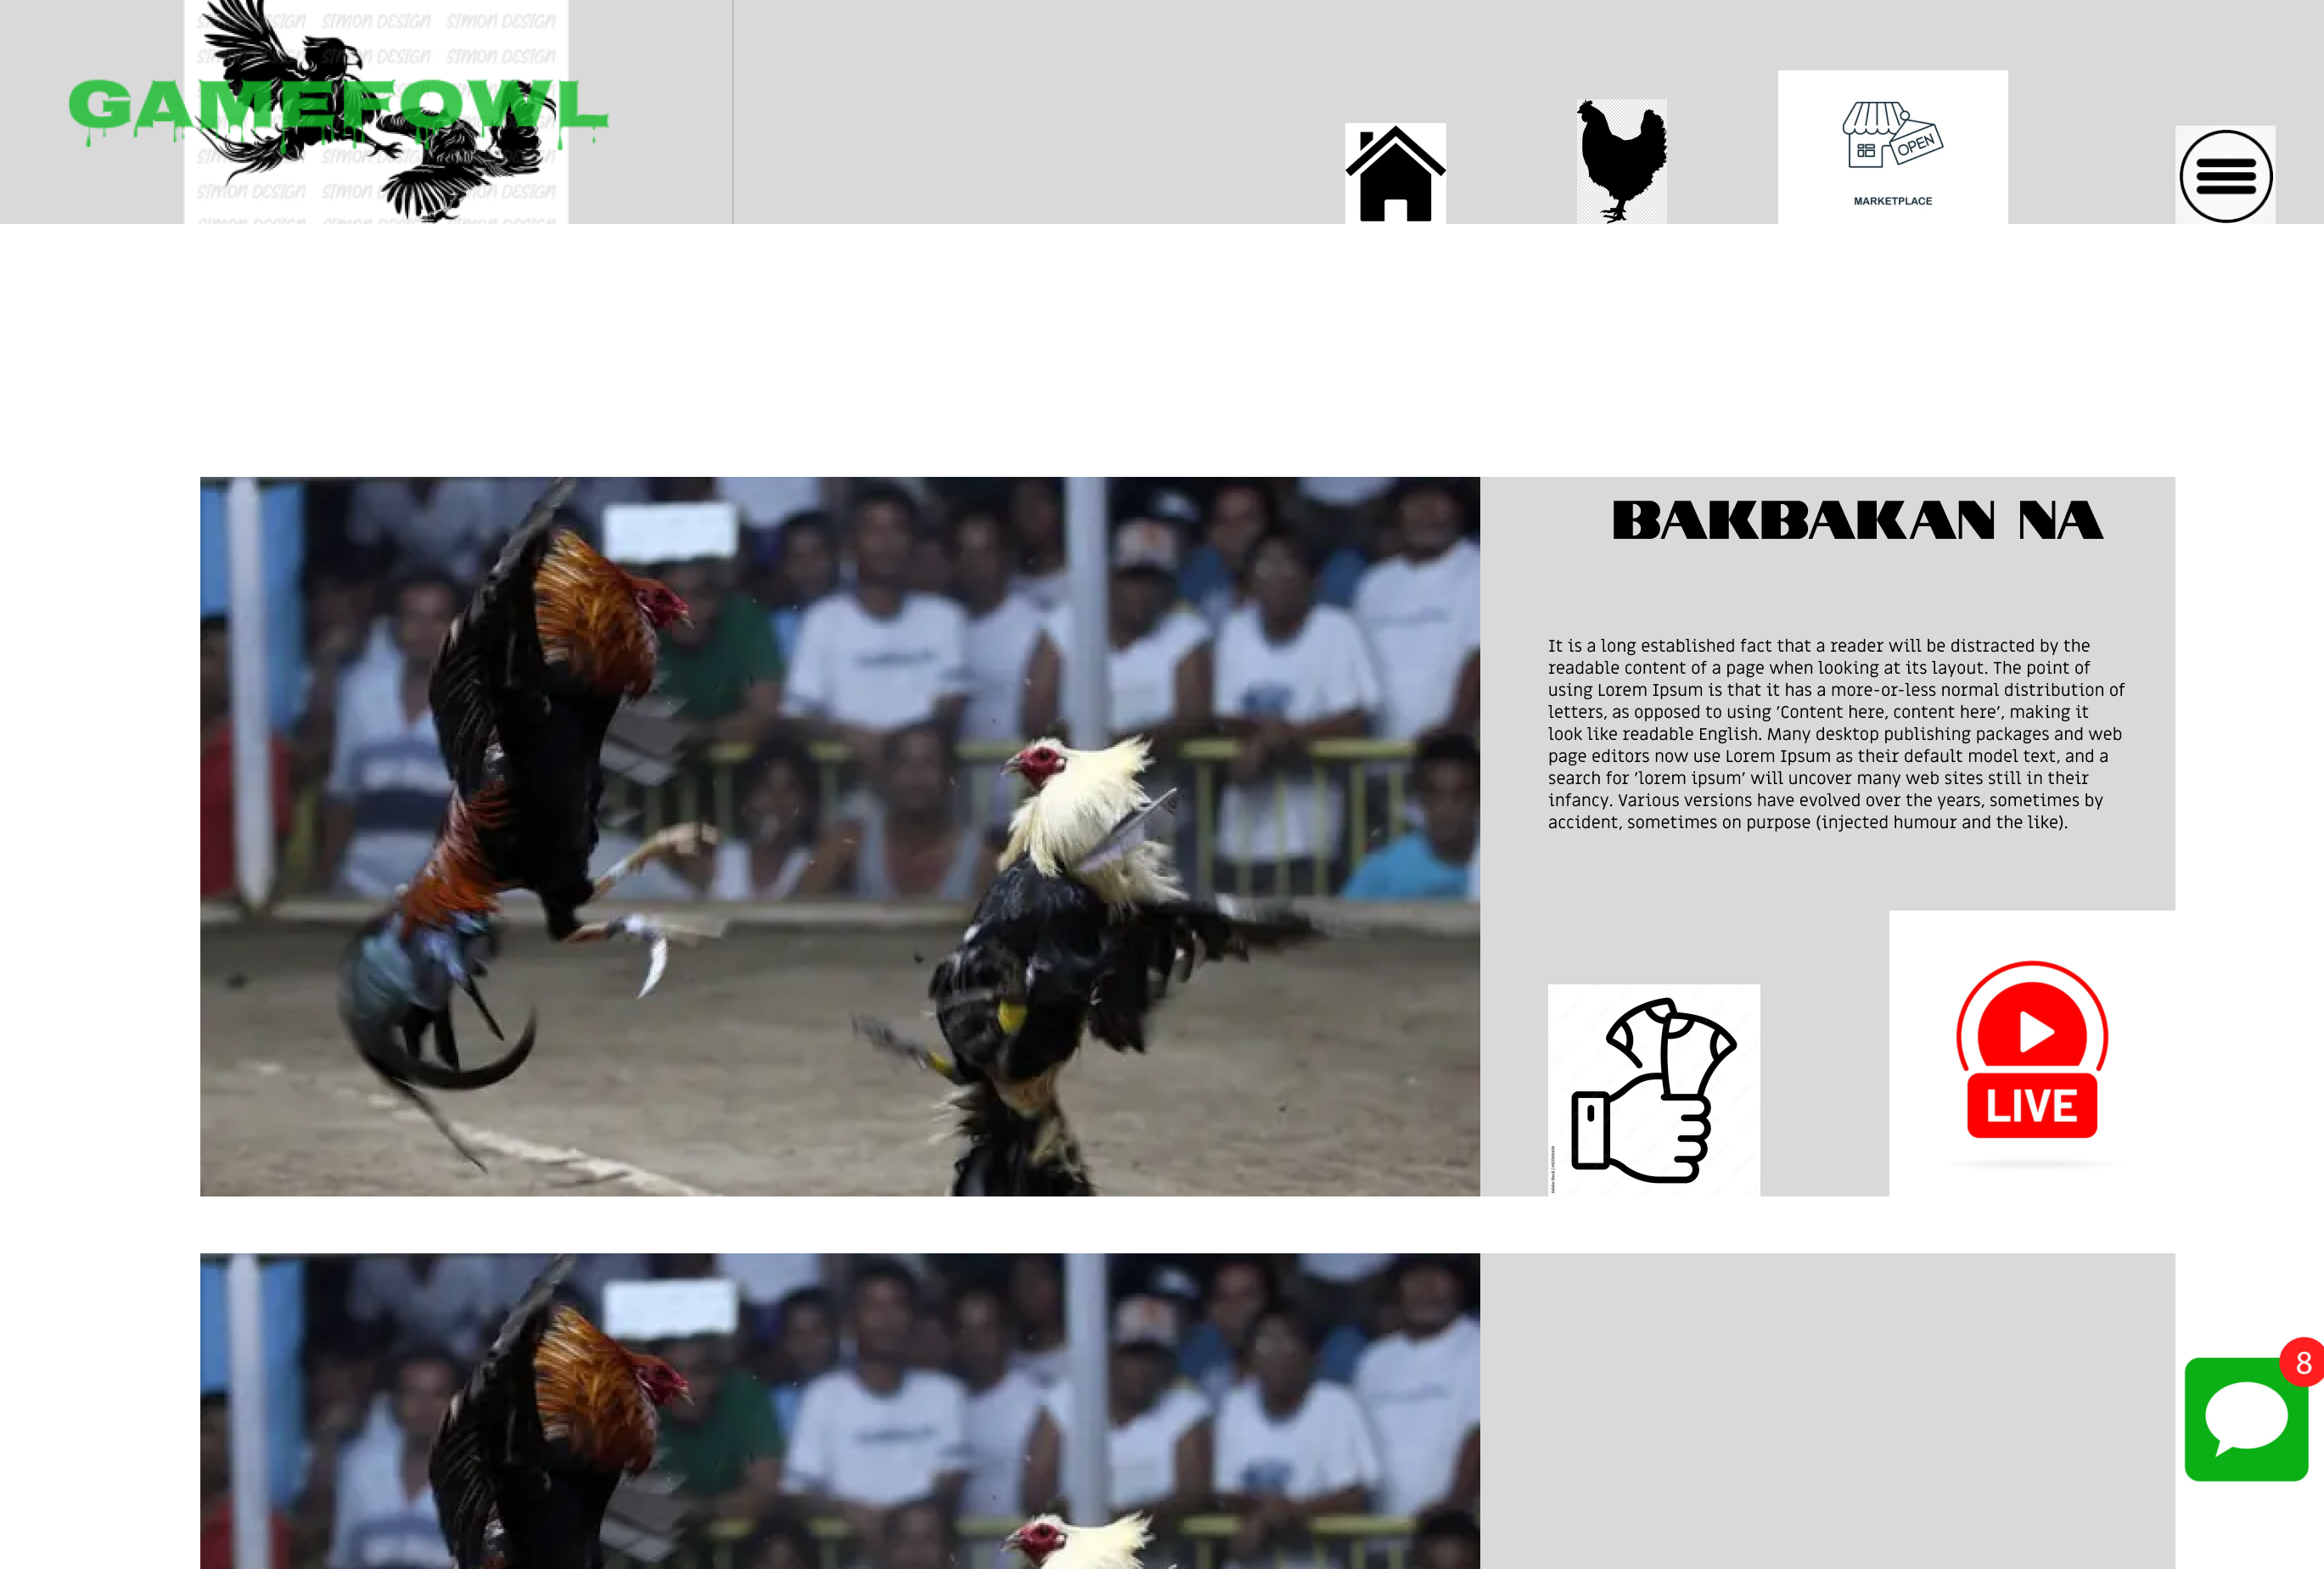 SIMON DESIGN SIMON DESIGN
SIMON DESIGN SIMON DESIGN
GAMEFOWL
SIMON DESIGN SIMON DESIGN
OPEN
MARKETPLACE
BAKBAKAN NA
It is a long established fact that a reader will be distracted by the
readable content of a page when looking at its layout. The point of
using Lorem Ipsum is that it has a more-or-less normal distribution of
letters, as opposed to using 'Content here, content here', making it
look like readable English. Many desktop publishing packages and web
page editors now use Lorem Ipsum as their default model text, and a
search for 'lorem ipsum' will uncover many web sites still in their
infancy. Various versions have evolved over the years, sometimes by
accident, sometimes on purpose (injected humour and the like).
LIVE
8